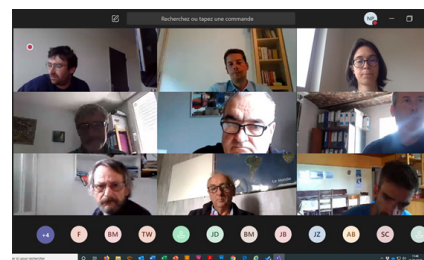 Recherchez ou tapez une commande
NP
+4
F
BM
TW
JD
BM
JB
JZ
AB
SC